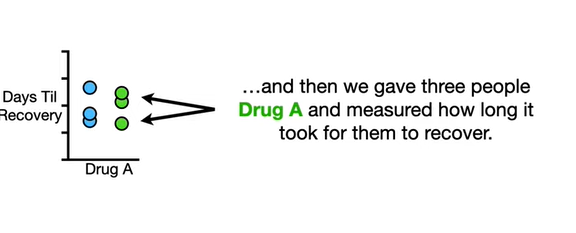 Days Til
Recovery
Drug A
...and then we gave three people
Drug A and measured how long it
took for them to recover.